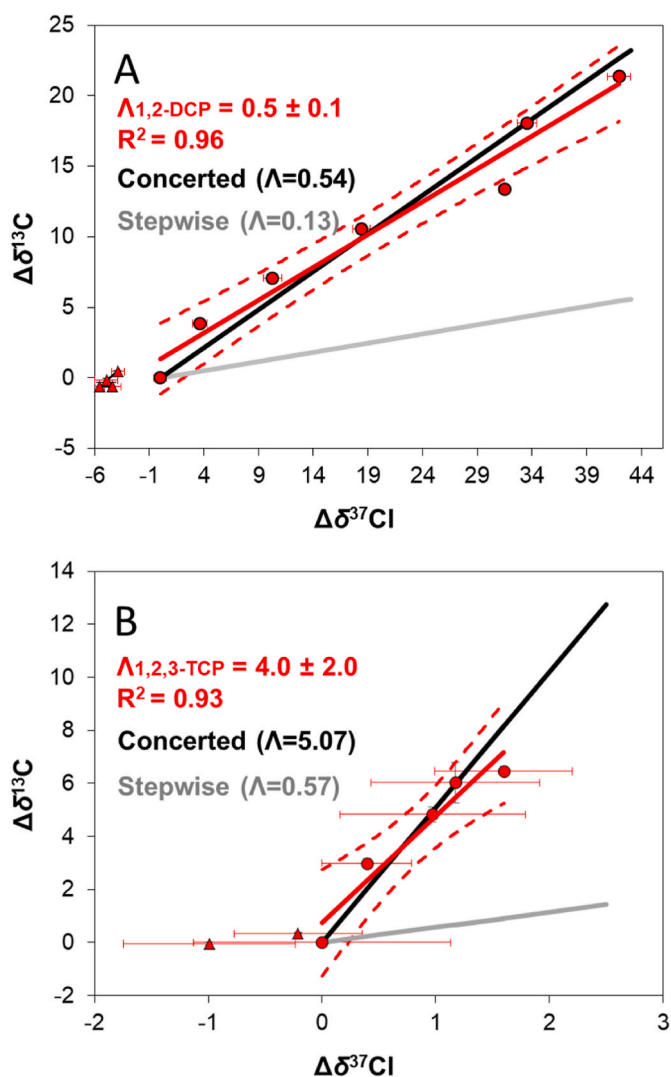 25
20
15
10
5
0
-5
Δδ¹³C
A
Λ1,2-DCP = 0.5 ± 0.1
R² = 0.96
Concerted (Λ=0.54)
Stepwise (Λ=0.13)
-6 -1 4 9 14 19 24 29 34 39 44
Δδ³⁷Cl
14
12
10
8
6
4
2
0
-2
Δδ¹³C
B
Λ1,2,3-TCP = 4.0 ± 2.0
R² = 0.93
Concerted (Λ=5.07)
Stepwise (Λ=0.57)
-2 -1 0 1 2 3
Δδ³⁷Cl